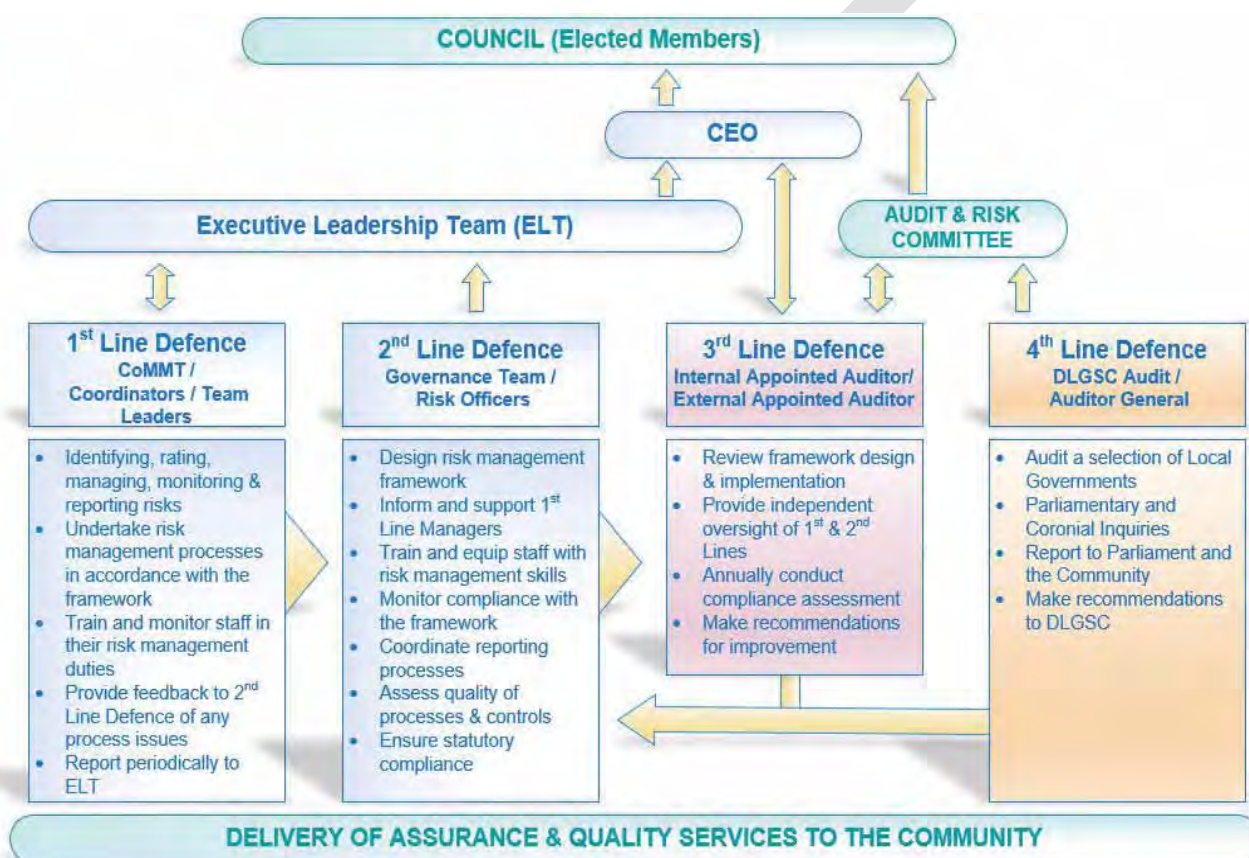 COUNCIL (Elected Members)
CEO
Executive Leadership Team (ELT)
AUDIT & RISK
COMMITTEE
1st Line Defence
CoMMT /
Coordinators / Team
Leaders
2nd Line Defence
Governance Team /
Risk Officers
3rd Line Defence
Internal Appointed Auditor/
External Appointed Auditor
4th Line Defence
DLGSC Audit /
Auditor General
• Identifying, rating,
managing, monitoring &
reporting risks
• Undertake risk
management processes
in accordance with the
framework
• Train and monitor staff in
their risk management
duties
• Provide feedback to 2nd
Line Defence of any
process issues
• Report periodically to
ELT
• Design risk management
framework
• Inform and support 1st
Line Managers
• Train and equip staff with
risk management skills
• Monitor compliance with
the framework
• Coordinate reporting
processes
• Assess quality of
processes & controls
• Ensure statutory
compliance
• Review framework design
& implementation
• Provide independent
oversight of 1st & 2nd
Lines
• Annually conduct
compliance assessment
• Make recommendations
for improvement
• Audit a selection of Local
Governments
• Parliamentary and
Coronial Inquiries
• Report to Parliament and
the Community
• Make recommendations
to DLGSC
DELIVERY OF ASSURANCE & QUALITY SERVICES TO THE COMMUNITY